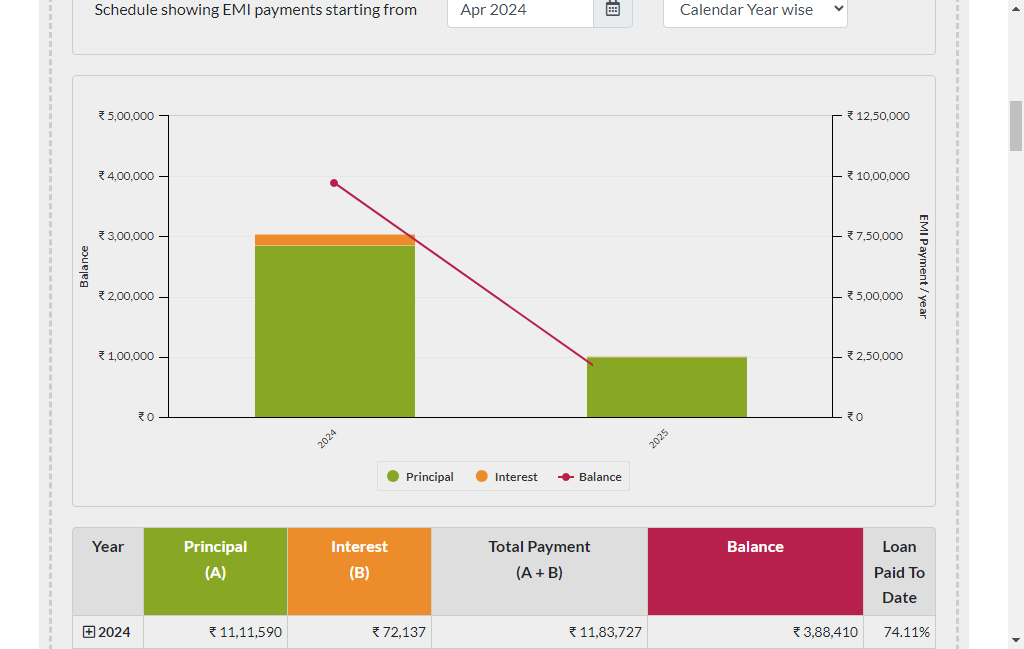 Schedule showing EMI payments starting from Apr 2024 Calendar Year wise
₹ 5,00,000
₹ 4,00,000
₹ 3,00,000
₹ 2,00,000
₹ 1,00,000
₹ 0
Balance
₹ 12,50,000
₹ 10,00,000
₹ 7,50,000
₹ 5,00,000
₹ 2,50,000
₹ 0
EMI Payment / year
2024
2025
Principal Interest Balance
Year
Principal
(A)
Interest
(B)
Total Payment
(A + B)
Balance
Loan
Paid To
Date
2024 ₹ 11,11,590 ₹ 72,137 ₹ 11,83,727 ₹ 3,88,410 74.11%